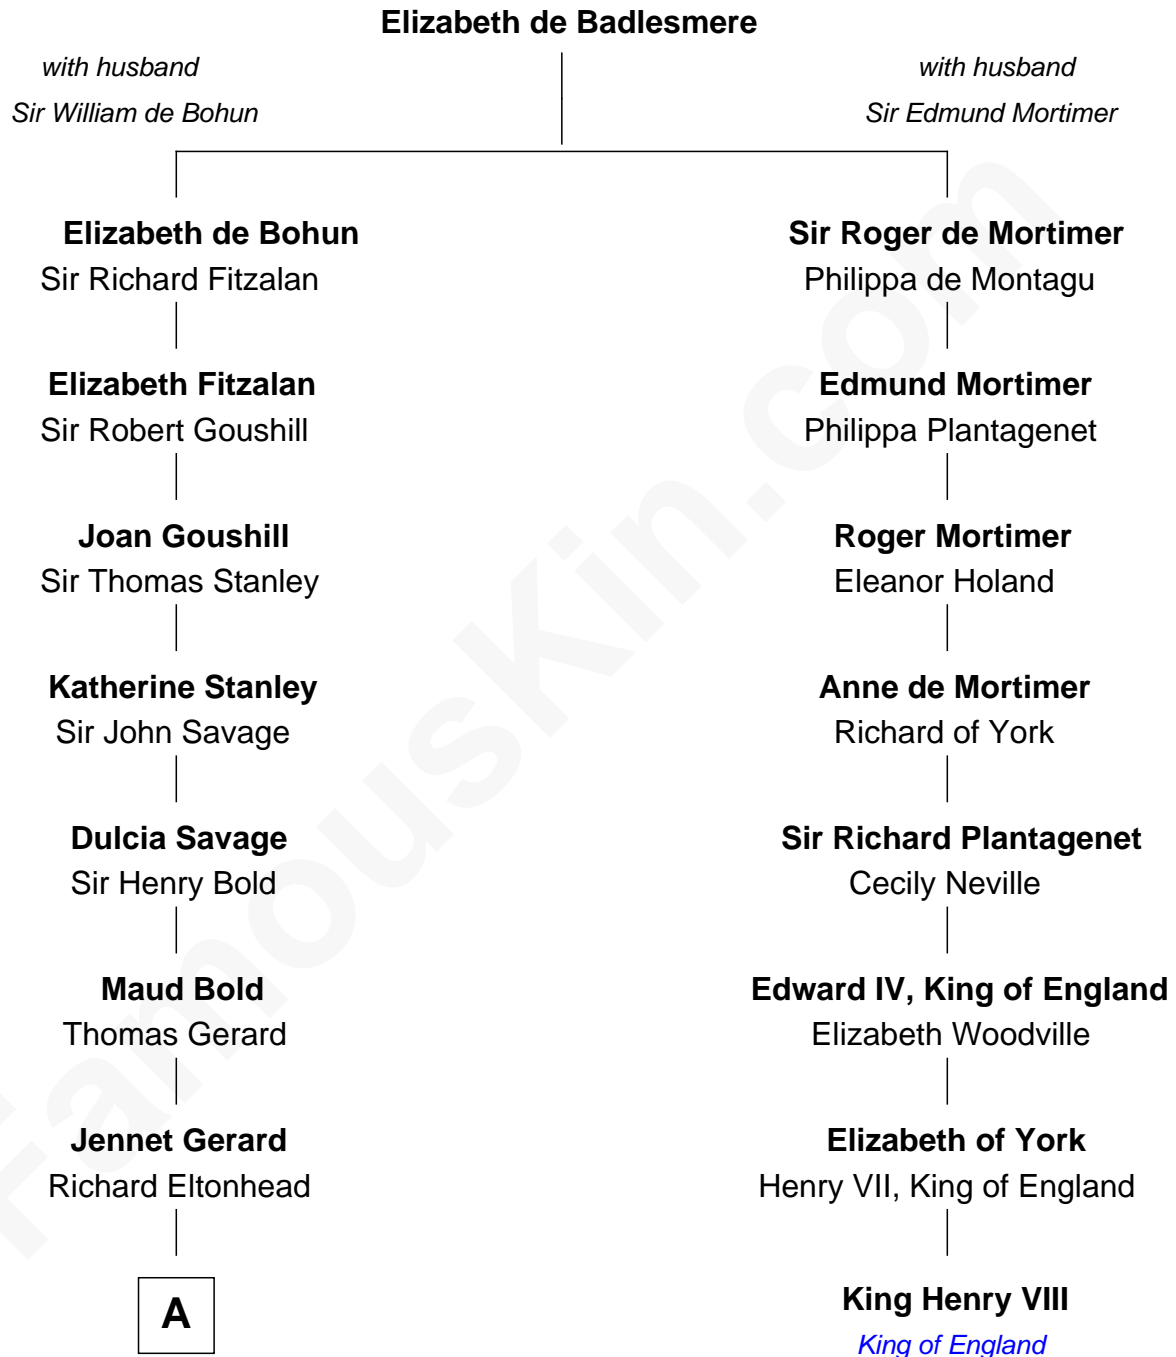 Elizabeth de Badlesmere
with husband
Sir William de Bohun
with husband
Sir Edmund Mortimer
Elizabeth de Bohun
Sir Richard Fitzalan
Sir Roger de Mortimer
Philippa de Montagu
Elizabeth Fitzalan
Sir Robert Goushill
Edmund Mortimer
Philippa Plantagenet
Joan Goushill
Sir Thomas Stanley
Roger Mortimer
Eleanor Holand
Katherine Stanley
Sir John Savage
Anne de Mortimer
Richard of York
Dulcia Savage
Sir Henry Bold
Sir Richard Plantagenet
Cecily Neville
Maud Bold
Thomas Gerard
Edward IV, King of England
Elizabeth Woodville
Jennet Gerard
Richard Eltonhead
Elizabeth of York
Henry VII, King of England
A
King Henry VIII
King of England
FamousKin.com